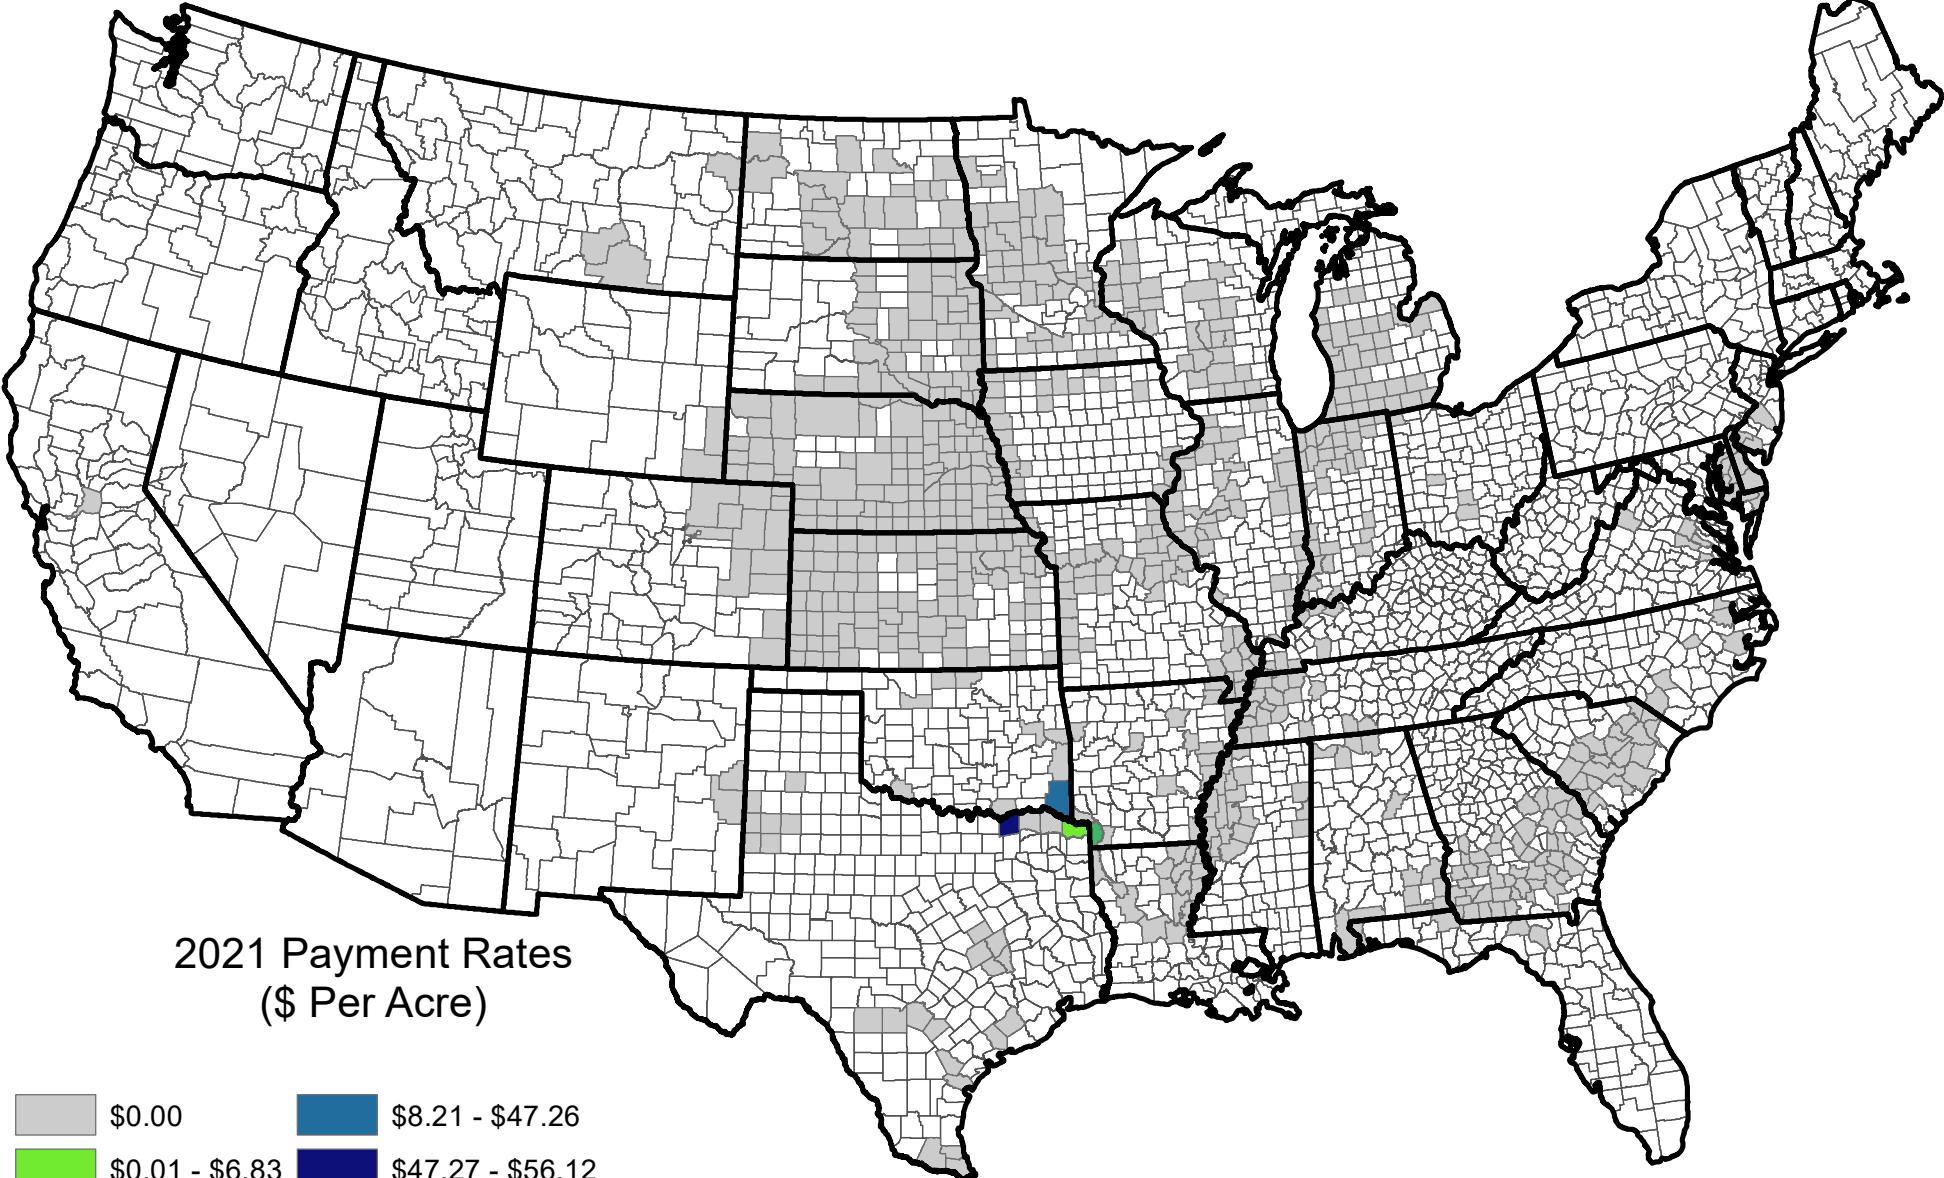 2021 Payment Rates
($ Per Acre)
$0.00 $8.21 - $47.26
$0.01 - $6.83 $47.27 - $56.12